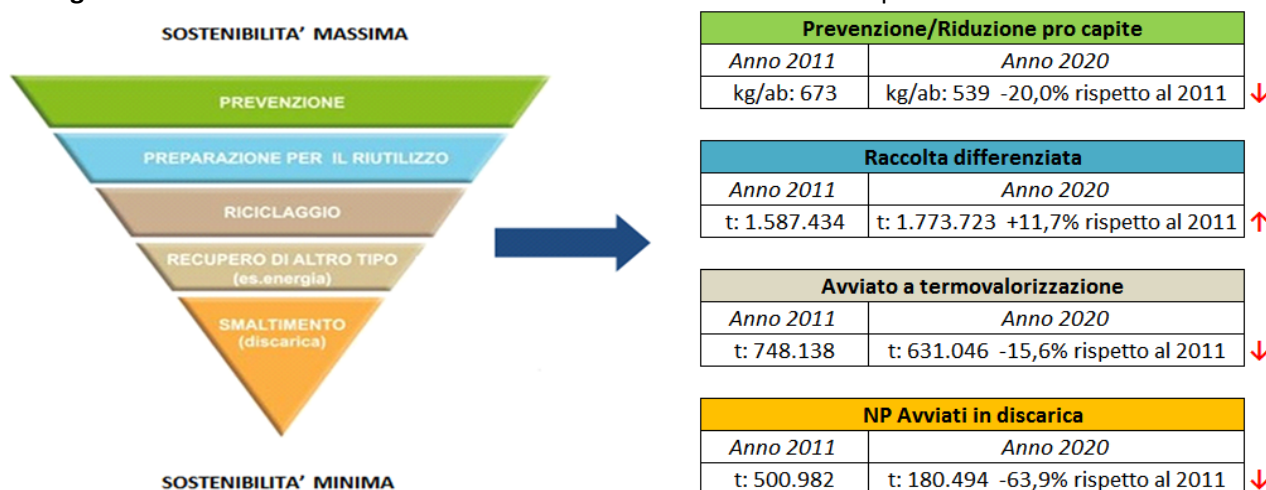 SOSTENIBILITA' MASSIMA
PREVENZIONE
PREPARAZIONE PER IL RIUTILIZZO
RICICLAGGIO
RECUPERO DI ALTRO TIPO
(es.energia)
SMALTIMENTO
(discarica)
SOSTENIBILITA' MINIMA
Prevenzione/Riduzione pro capite
Anno 2011 Anno 2020
kg/ab: 673 kg/ab: 539 -20,0% rispetto al 2011 ↓
Raccolta differenziata
Anno 2011 Anno 2020
t: 1.587.434 t: 1.773.723 +11,7% rispetto al 2011 ↑
Avviato a termovalorizzazione
Anno 2011 Anno 2020
t: 748.138 t: 631.046 -15,6% rispetto al 2011 ↓
NP Avviati in discarica
Anno 2011 Anno 2020
t: 500.982 t: 180.494 -63,9% rispetto al 2011 ↓